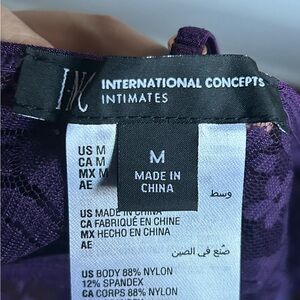 INC INTERNATIONAL CONCEPTS
INTIMATES
US M
CA M
MX M
AE
M
MADE IN
CHINA
وسط
US MADE IN CHINA
CA FABRIQUÉ EN CHINE
MX HECHO EN CHINA
AE
صنع في الصين
US BODY 88% NYLON
12% SPANDEX
CA CORPS 88% NYLON